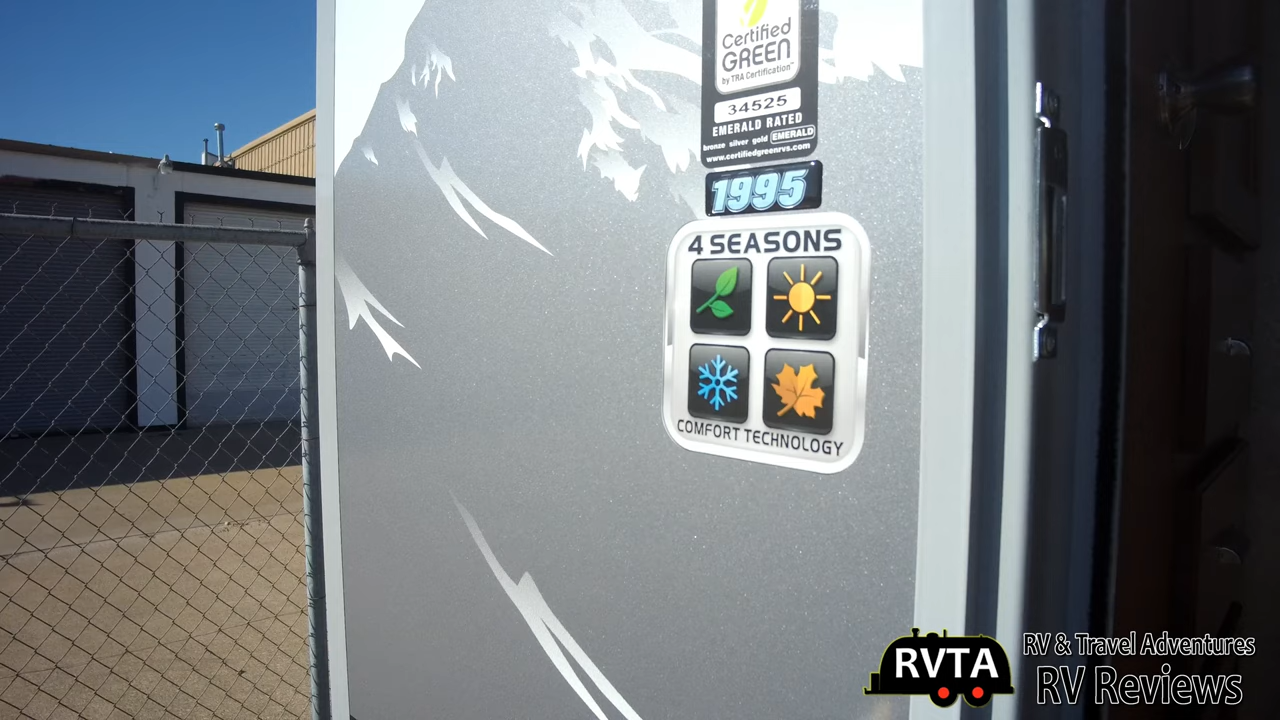 Certified
GREEN
by TRA Certification™
34525
EMERALD RATED
bronze silver gold EMERALD
www.certifiedgreenrvs.com
1995
4 SEASONS
COMFORT TECHNOLOGY
RVTA
RV & Travel Adventures
RV Reviews